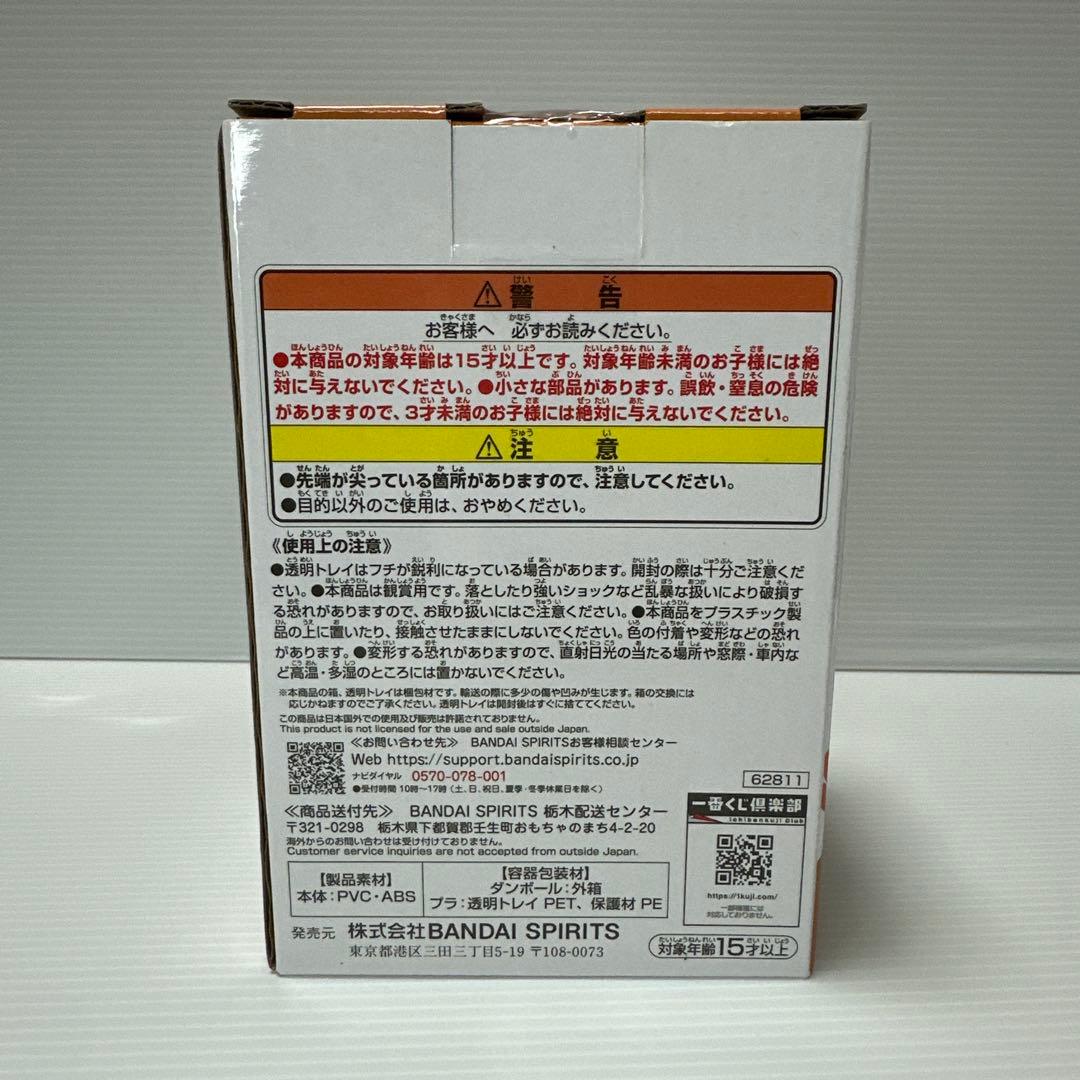 ⚠警告
お客様へ 必ずお読みください。
●本商品の対象年齢は15才以上です。対象年齢未満のお子様には絶
対に与えないでください。●小さな部品があります。誤飲・窒息の危険
がありますので、3才未満のお子様には絶対に与えないでください。
⚠注意
●先端が尖っている箇所がありますので、注意してください。
●目的以外のご使用は、おやめください。
《使用上の注意》
●透明トレイはフチが鋭利になっている場合があります。開封の際は十分ご注意くだ
さい。●本商品は観賞用です。落としたり強いショックなど乱暴な扱いにより破損す
る恐れがありますので、お取り扱いにはご注意ください。●本商品をプラスチック製
品の上に置いたり、接触させたままにしないでください。色の付着や変形などの恐れ
があります。●変形する恐れがありますので、直射日光の当たる場所や窓際・車内な
ど高温・多湿のところには置かないでください。
※本商品の箱、透明トレイは梱包材です。輸送の際に多少の傷や凹みが生じます。箱の交換には
応じかねますのでご了承ください。透明トレイは開封後はすぐに捨ててください。
この商品は日本国外での使用及び販売は許諾されておりません。
This product is not licensed for the use and sale outside Japan.
≪お問い合わせ先≫ BANDAI SPIRITSお客様相談センター
Web https://support.bandaispirits.co.jp
ナビダイヤル 0570-078-001
●受付時間 10時〜17時(土、日、祝日、夏季・冬季休業日を除く)
62811
≪商品送付先≫ BANDAI SPIRITS 栃木配送センター
〒321-0298 栃木県下都賀郡壬生町おもちゃのまち4-2-20
海外からのお問い合わせは受け付けておりません。
Customer service inquiries are not accepted from outside Japan.
一番くじ倶楽部
Ichibankuji Club
https://1kuji.com/
一部機種には
対応しておりません。
【製品素材】
本体:PVC・ABS
【容器包装材】
ダンボール:外箱
プラ:透明トレイ PET、保護材 PE
発売元 株式会社BANDAI SPIRITS
東京都港区三田三丁目5-19 〒108-0073
対象年齢15才以上